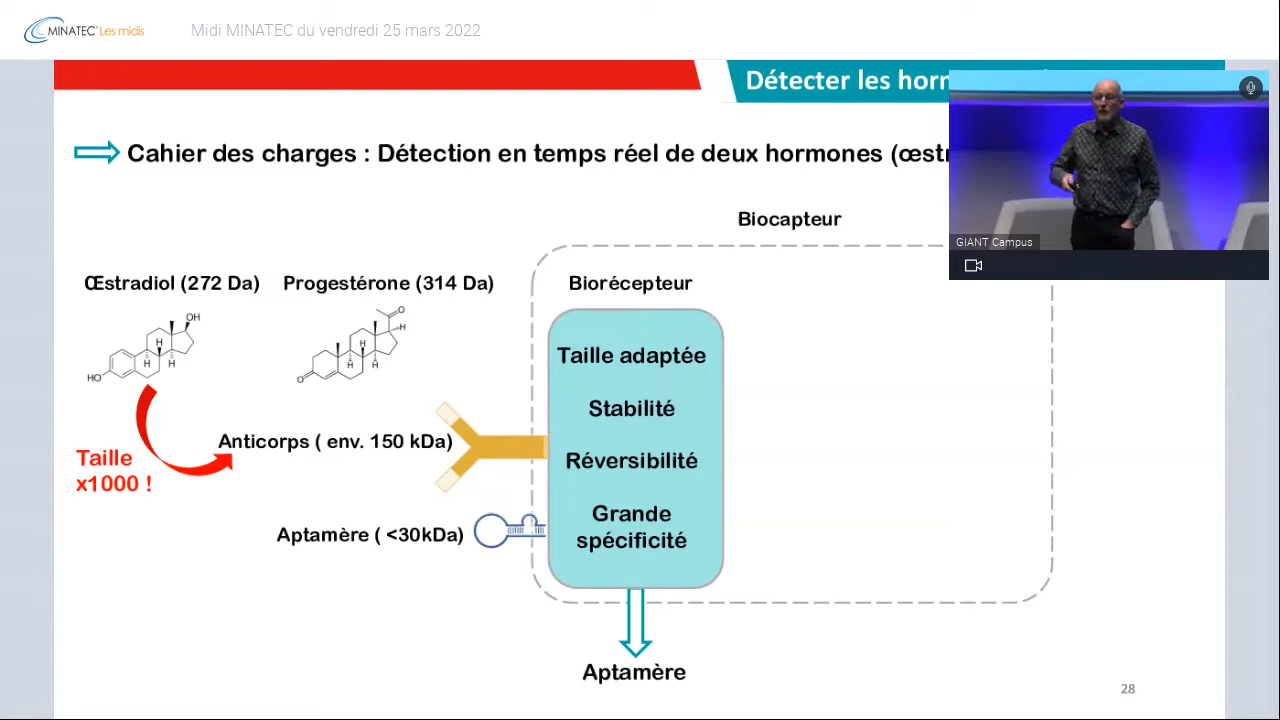 MINATEC Les midis
Midi MINATEC du vendredi 25 mars 2022
Détecter les horm
Cahier des charges : Détection en temps réel de deux hormones (œstr
Biocapteur
GIANT Campus
Œstradiol (272 Da)
Progestérone (314 Da)
Biorécepteur
OH
H
H
H
HO
O
H
H
H
H
O
Taille adaptée
Stabilité
Réversibilité
Grande
spécificité
Anticorps ( env. 150 kDa)
Taille
x1000 !
Aptamère ( <30kDa)
Aptamère
28